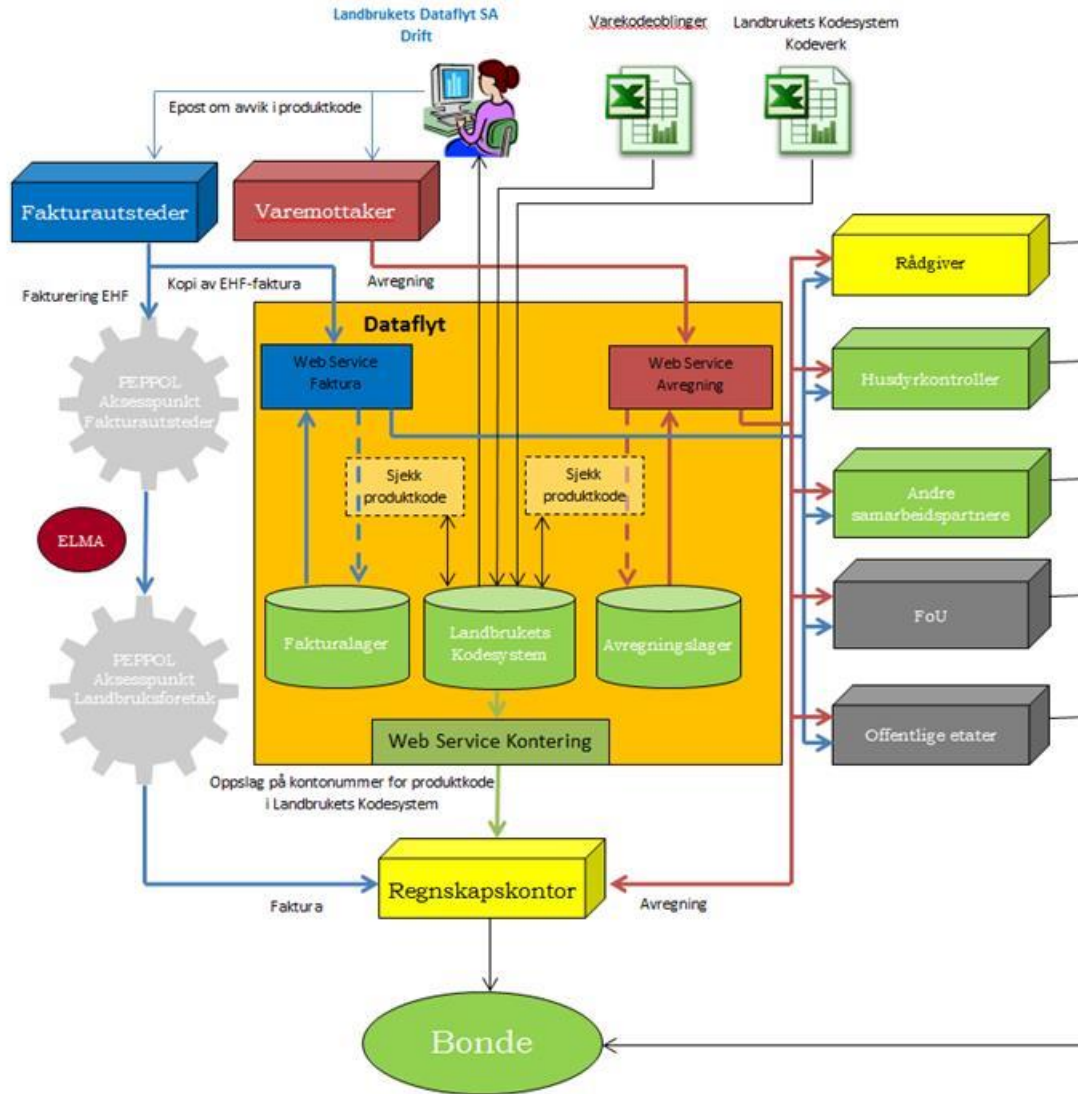 Landbrukets Dataflyt SA
Drift
Varekodeoblinger
Landbrukets Kodesystem
Kodeverk
Epost om avvik i produktkode
Fakturautsteder
Varemottaker
Rådgiver
Fakturering EHF
Kopi av EHF-faktura
Avregning
Dataflyt
PEPPOL
Aksesspunkt
Fakturautsteder
Web Service
Faktura
Web Service
Avregning
Husdyrkontroller
Sjekk
produktkode
Sjekk
produktkode
Andre
samarbeidspartnere
ELMA
Fakturalager
Landbrukets
Kodesystem
Avregningslager
FoU
PEPPOL
Aksesspunkt
Landbruksforetak
Web Service Kontering
Offentlige etater
Oppslag på kontonummer for produktkode
i Landbrukets Kodesystem
Regnskapskontor
Faktura
Avregning
Bonde